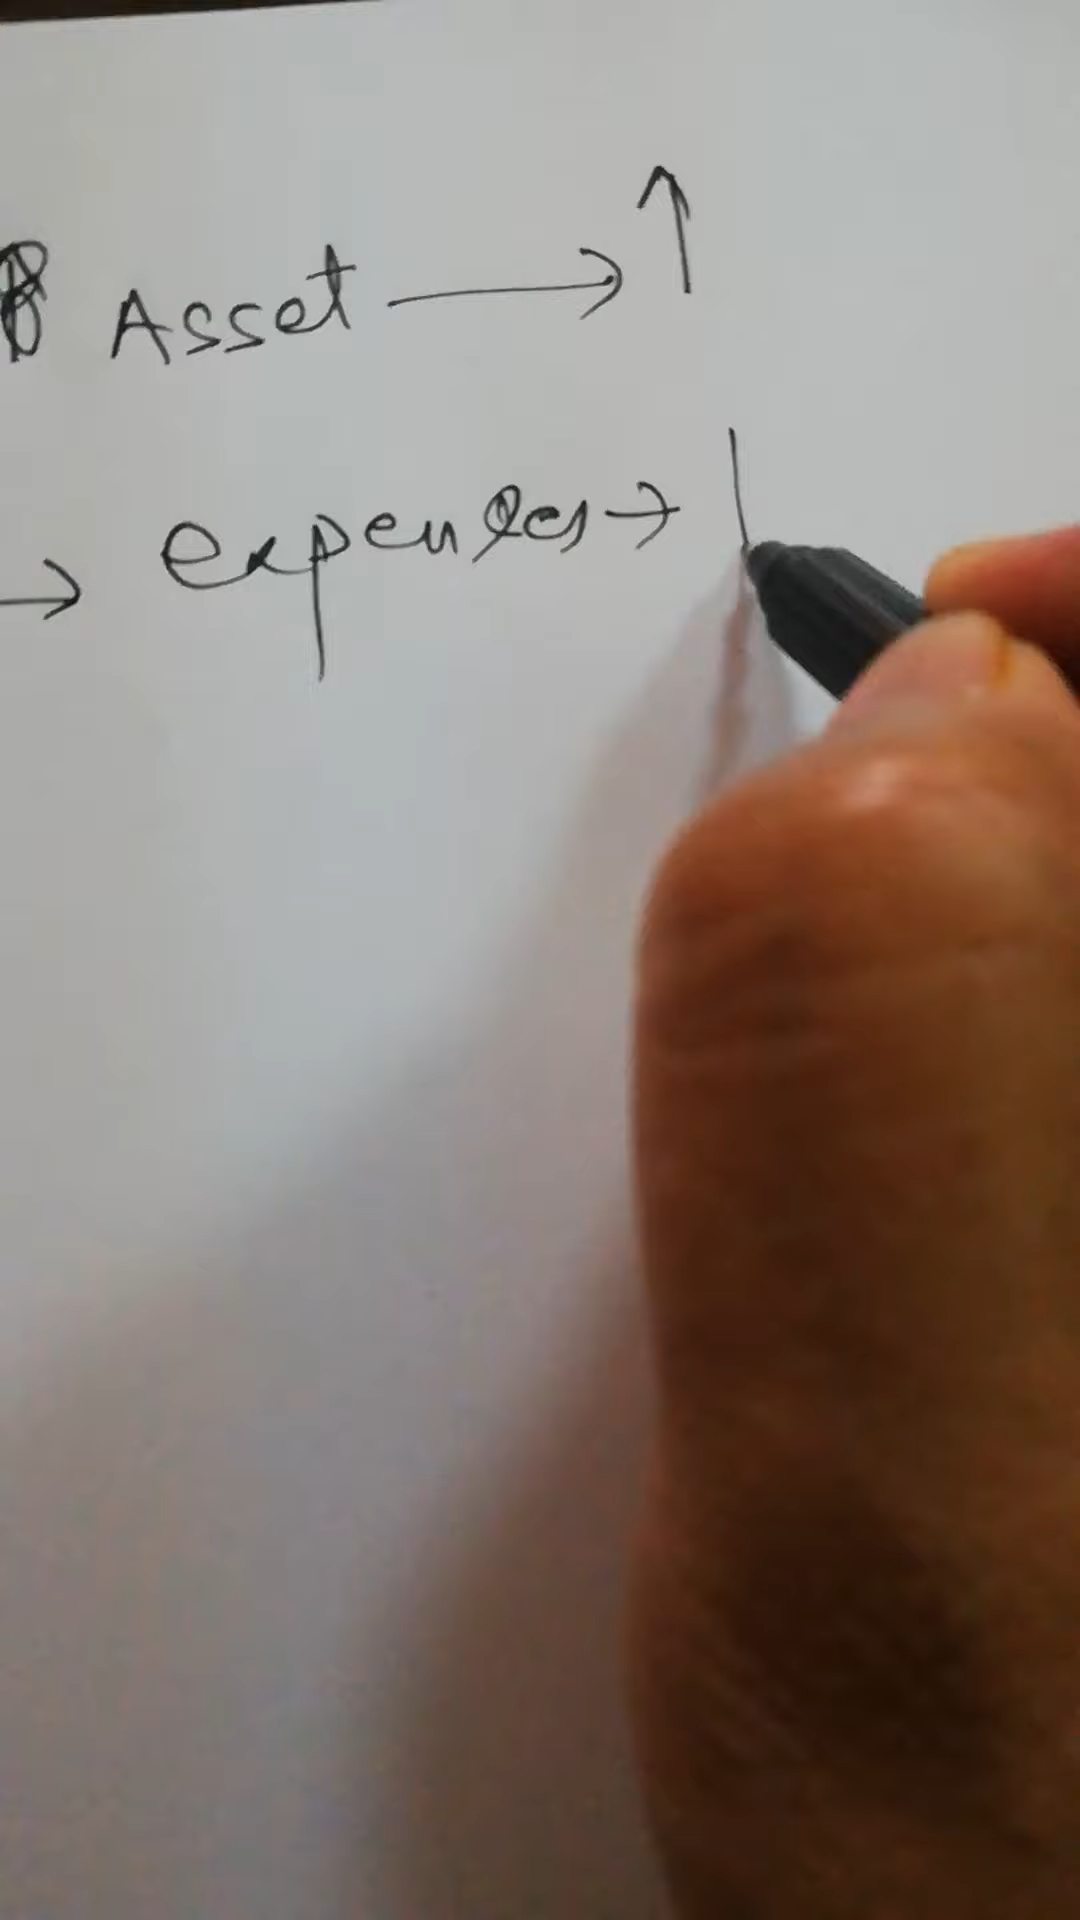 Asset → ↑
→ expenses →